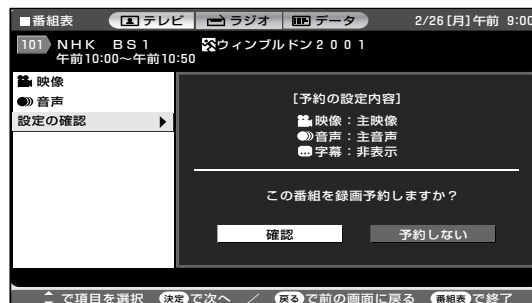 ■番組表 テレビ ラジオ データ 2/26[月]午前 9:00
101 NHK BS1 ウィンブルドン2001
午前10:00〜午前10:50
映像
音声
設定の確認 ▶
[予約の設定内容]
映像:主映像
音声:主音声
字幕:非表示
この番組を録画予約しますか?
確認 予約しない
で項目を選択 決定で次へ / 戻るで前の画面に戻る 番組表で終了